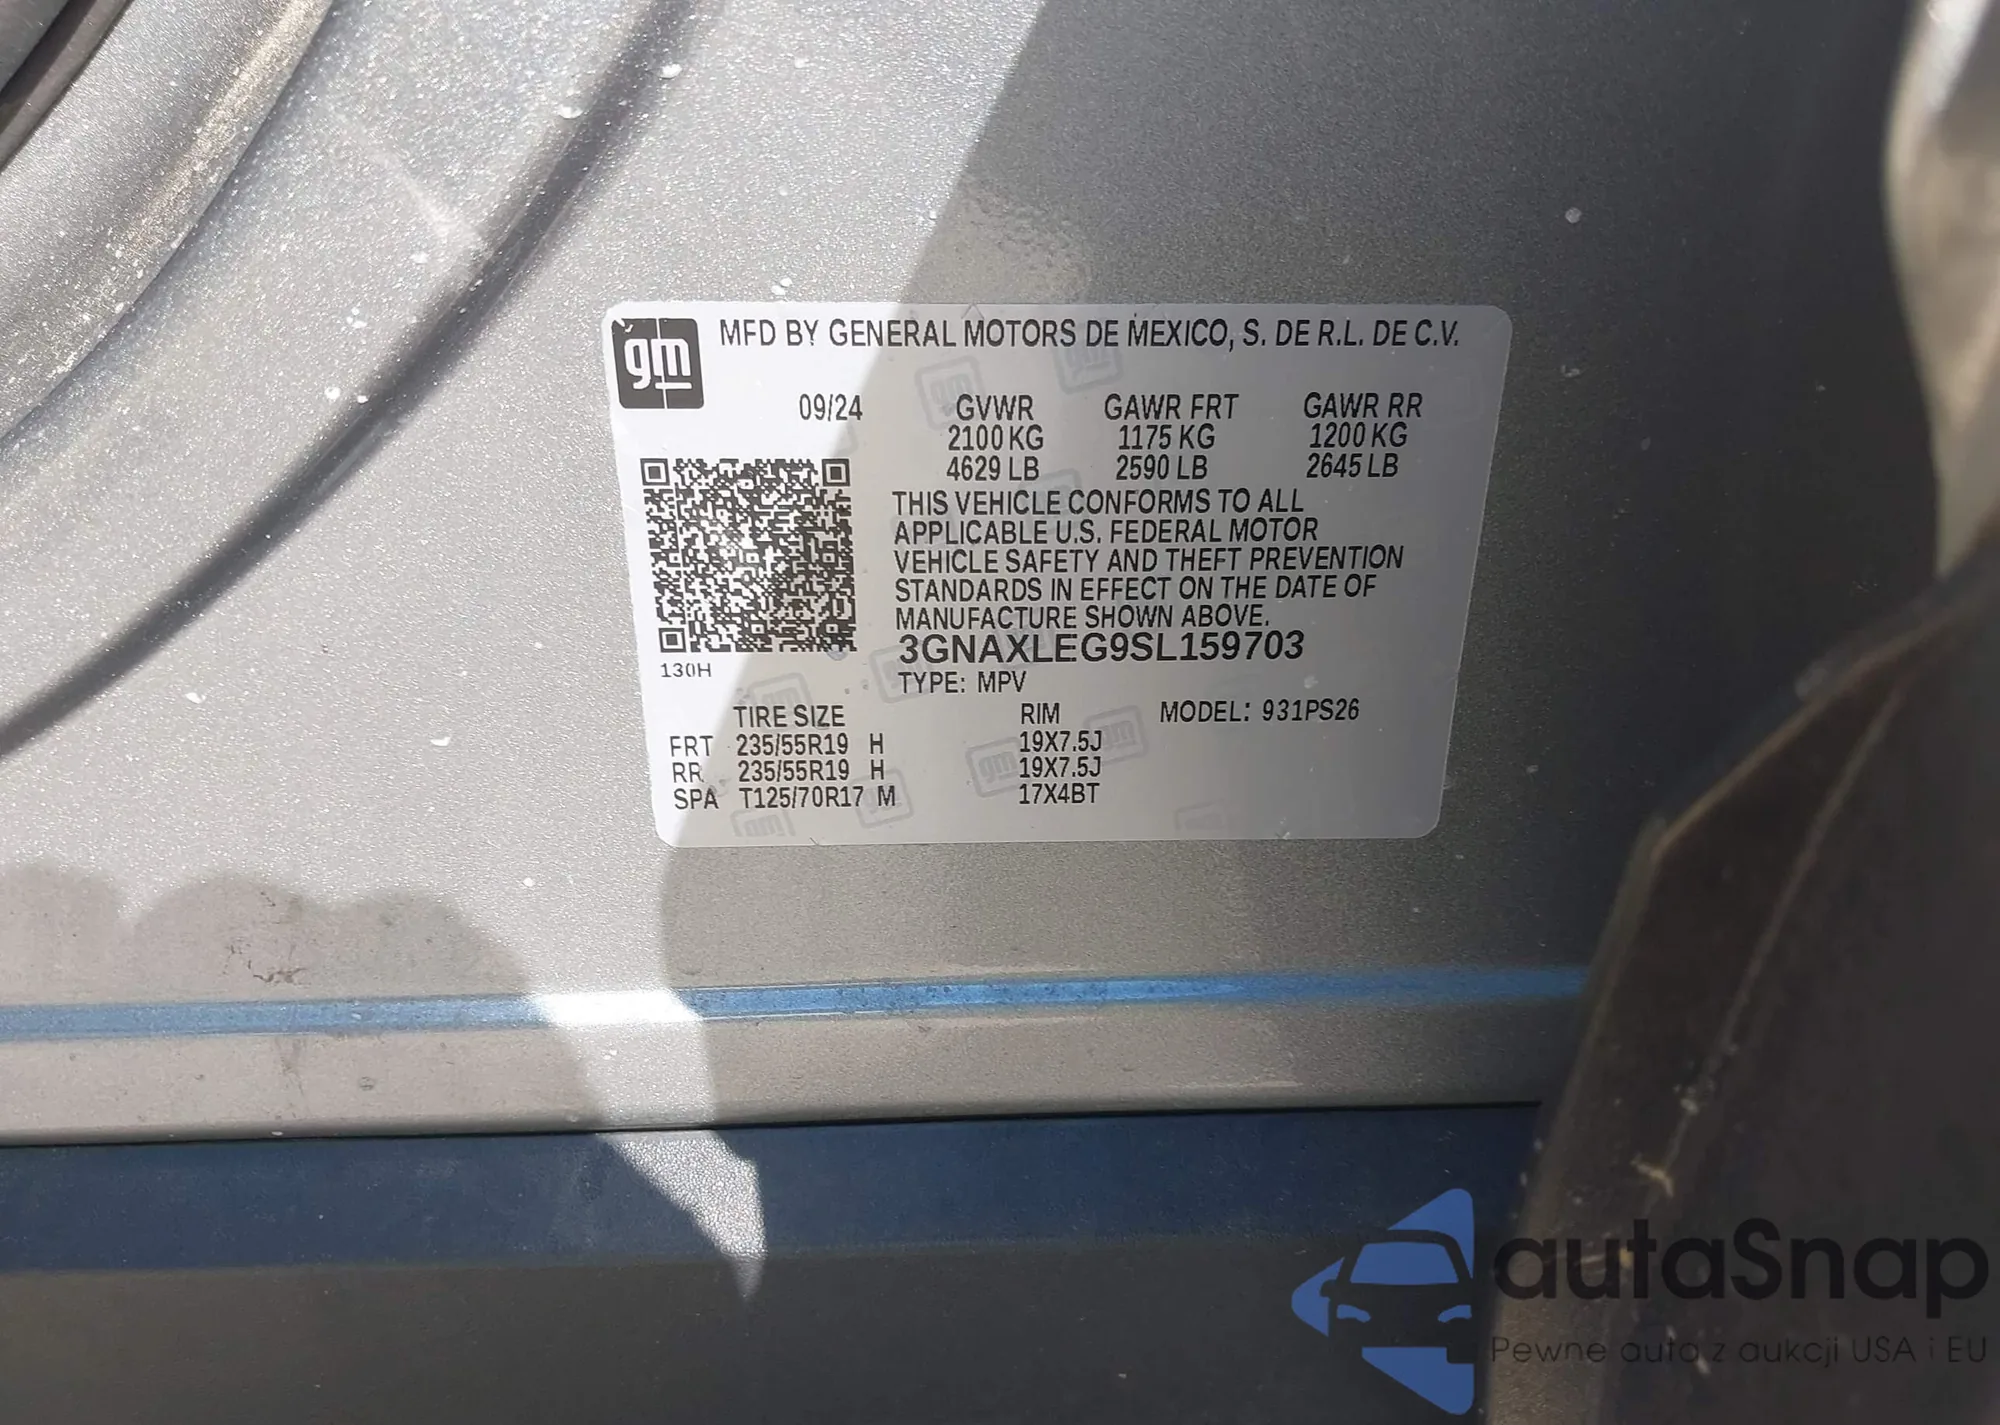 gm
MFD BY GENERAL MOTORS DE MEXICO, S. DE R.L. DE C.V.
09/24 GVWR GAWR FRT GAWR RR
2100 KG 1175 KG 1200 KG
4629 LB 2590 LB 2645 LB
THIS VEHICLE CONFORMS TO ALL
APPLICABLE U.S. FEDERAL MOTOR
VEHICLE SAFETY AND THEFT PREVENTION
STANDARDS IN EFFECT ON THE DATE OF
MANUFACTURE SHOWN ABOVE.
3GNAXLEG9SL159703
130H
TYPE: MPV
TIRE SIZE RIM MODEL: 931PS26
FRT 235/55R19 H 19X7.5J
RR 235/55R19 H 19X7.5J
SPA T125/70R17 M 17X4BT
autaSnap
Pewne auta z aukcji USA i EU